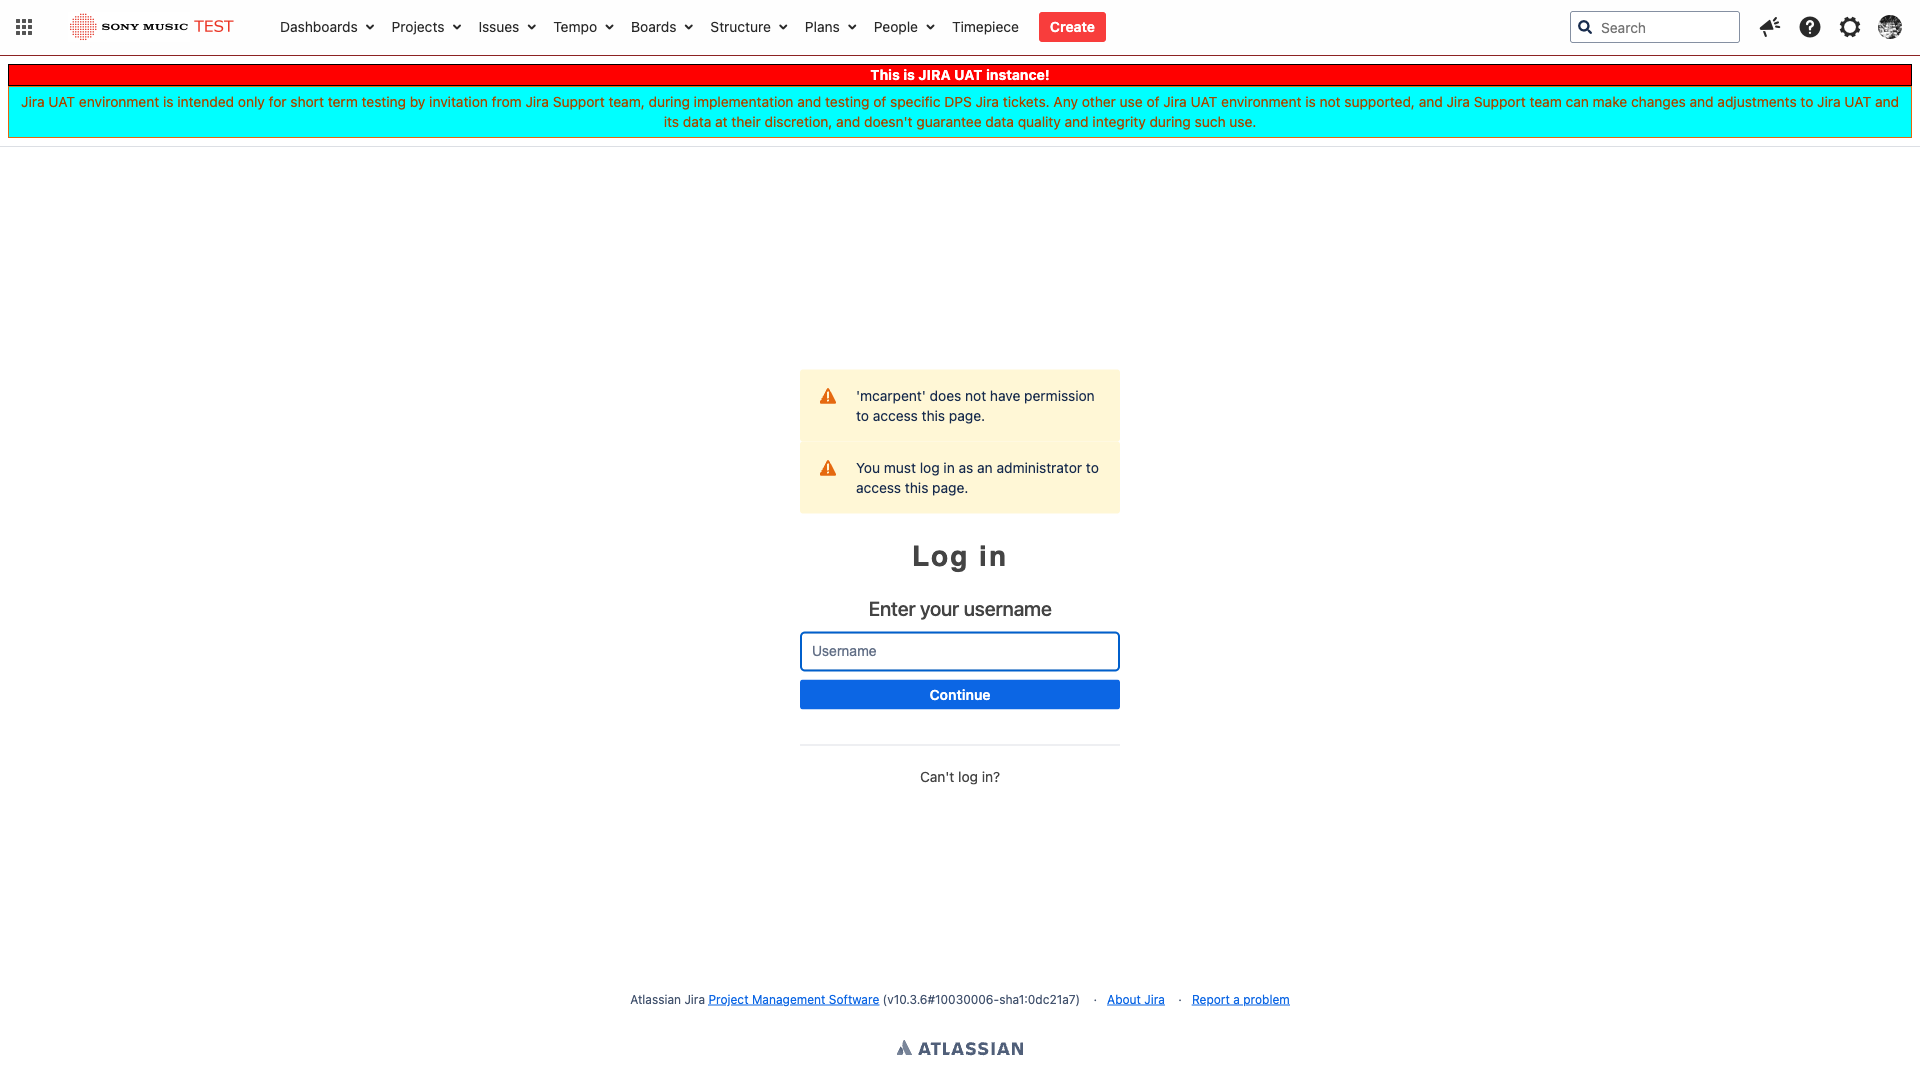 SONY MUSIC TEST
Dashboards Projects Issues Tempo Boards Structure Plans People Timepiece Create
Search
This is JIRA UAT instance!
Jira UAT environment is intended only for short term testing by invitation from Jira Support team, during implementation and testing of specific DPS Jira tickets. Any other use of Jira UAT environment is not supported, and Jira Support team can make changes and adjustments to Jira UAT and
its data at their discretion, and doesn't guarantee data quality and integrity during such use.
'mcarpent' does not have permission
to access this page.
You must log in as an administrator to
access this page.
Log in
Enter your username
Username
Continue
Can't log in?
Atlassian Jira Project Management Software (v10.3.6#10030006-sha1:0dc21a7) · About Jira · Report a problem
ATLASSIAN